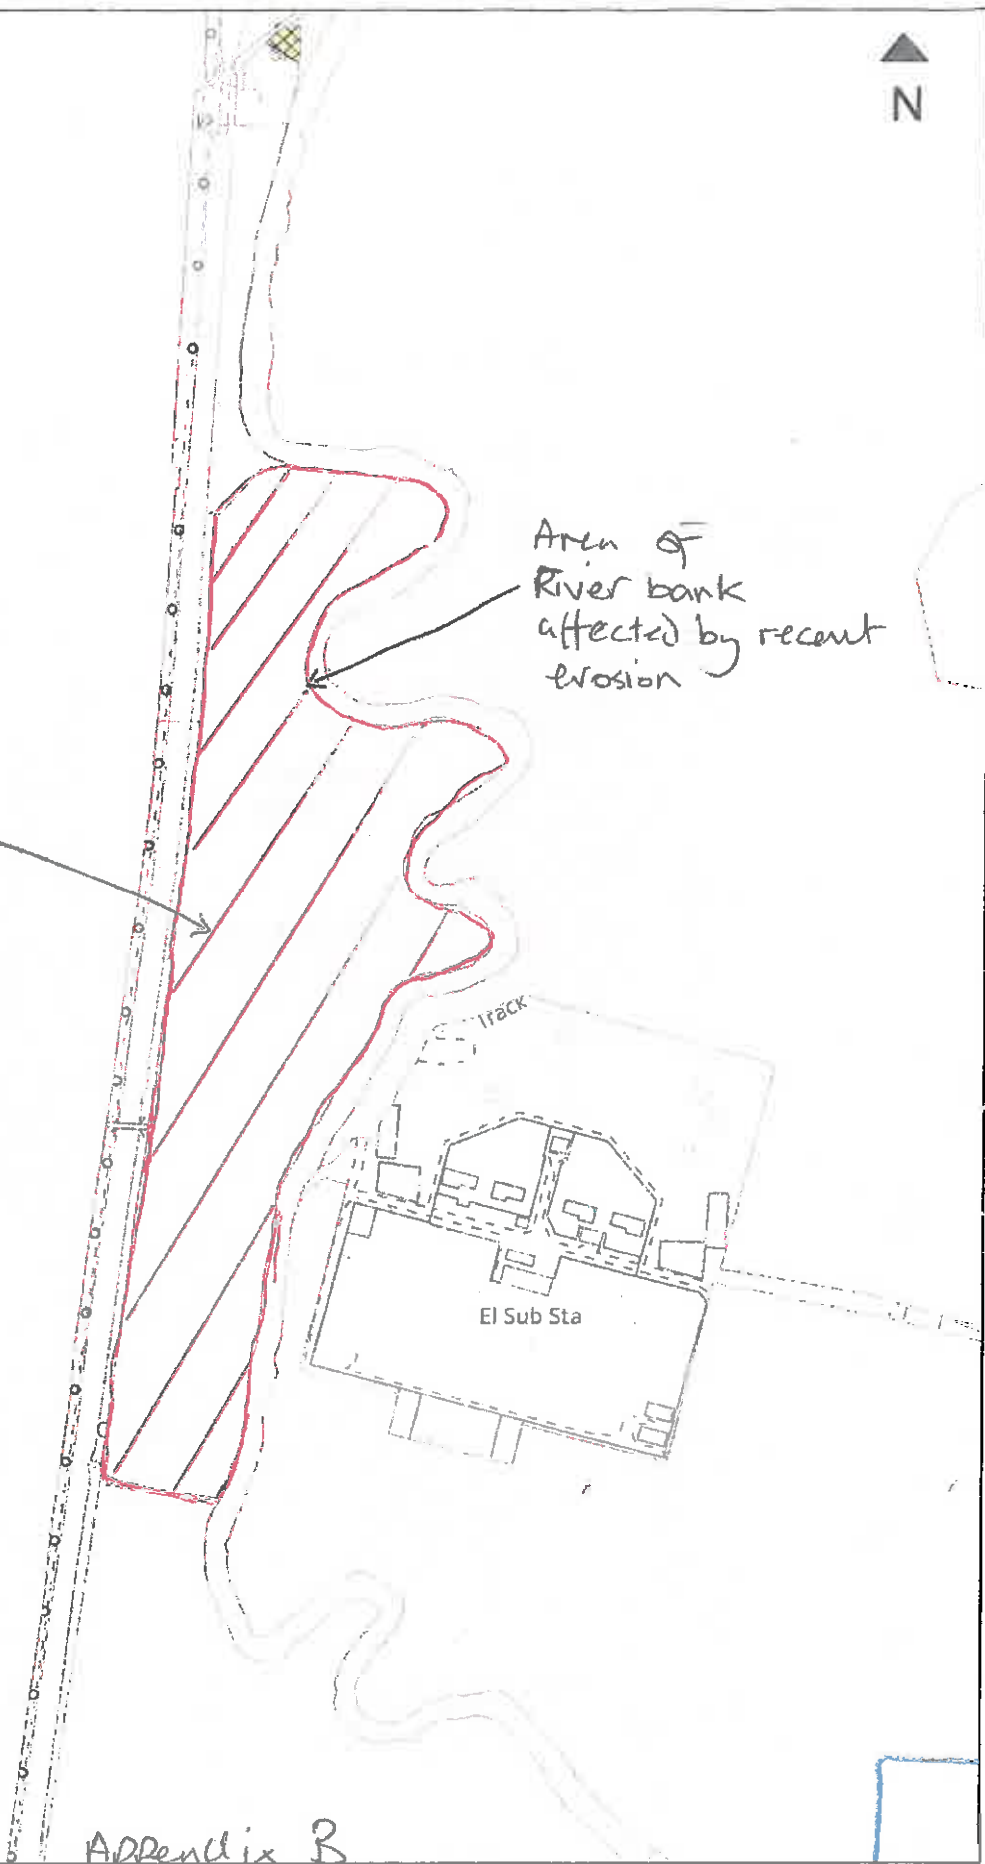 N
Area of
River bank
affected by recent
erosion
Track
El Sub Sta
Appendix B